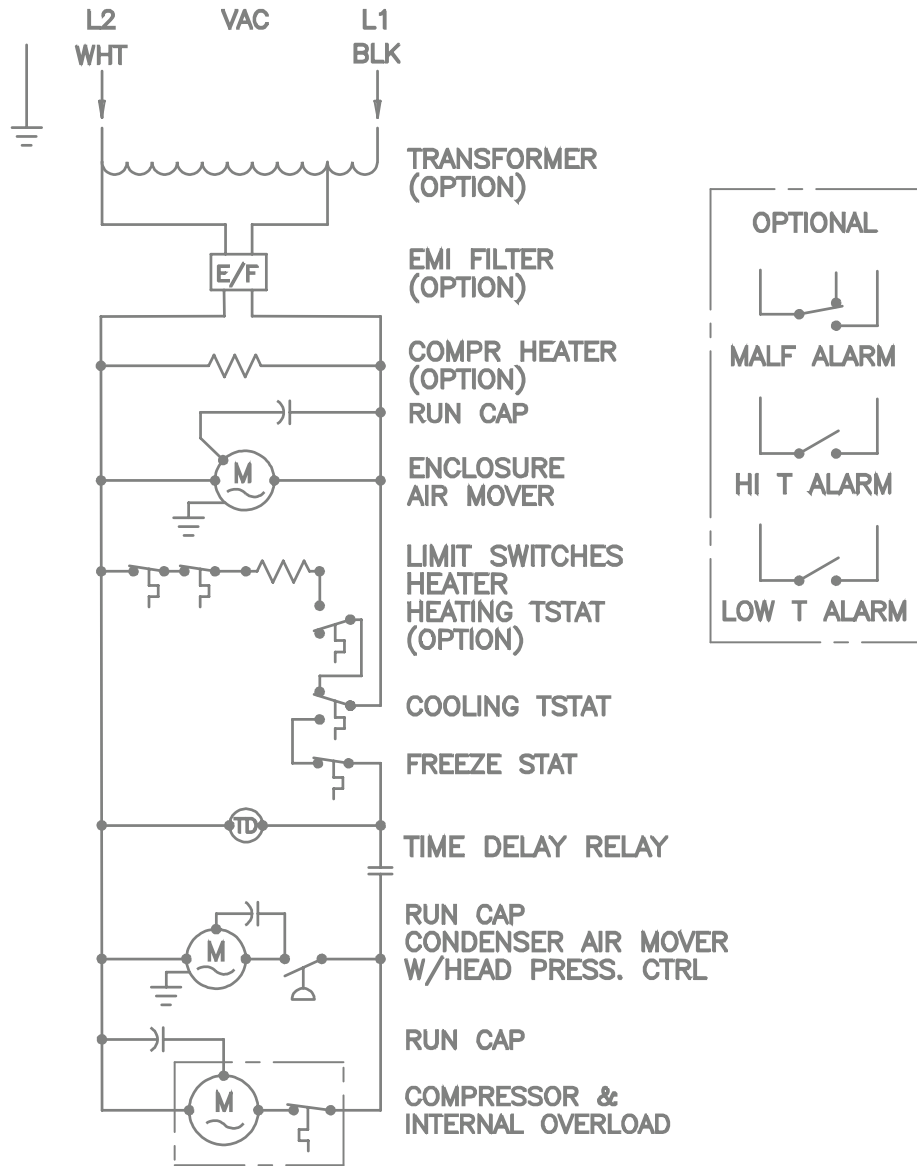 L2 VAC L1
WHT BLK
TRANSFORMER
(OPTION)
E/F
EMI FILTER
(OPTION)
COMPR HEATER
(OPTION)
RUN CAP
M
ENCLOSURE
AIR MOVER
LIMIT SWITCHES
HEATER
HEATING TSTAT
(OPTION)
COOLING TSTAT
FREEZE STAT
TD
TIME DELAY RELAY
RUN CAP
M
CONDENSER AIR MOVER
W/HEAD PRESS. CTRL
RUN CAP
M
COMPRESSOR &
INTERNAL OVERLOAD
OPTIONAL
MALF ALARM
HI T ALARM
LOW T ALARM